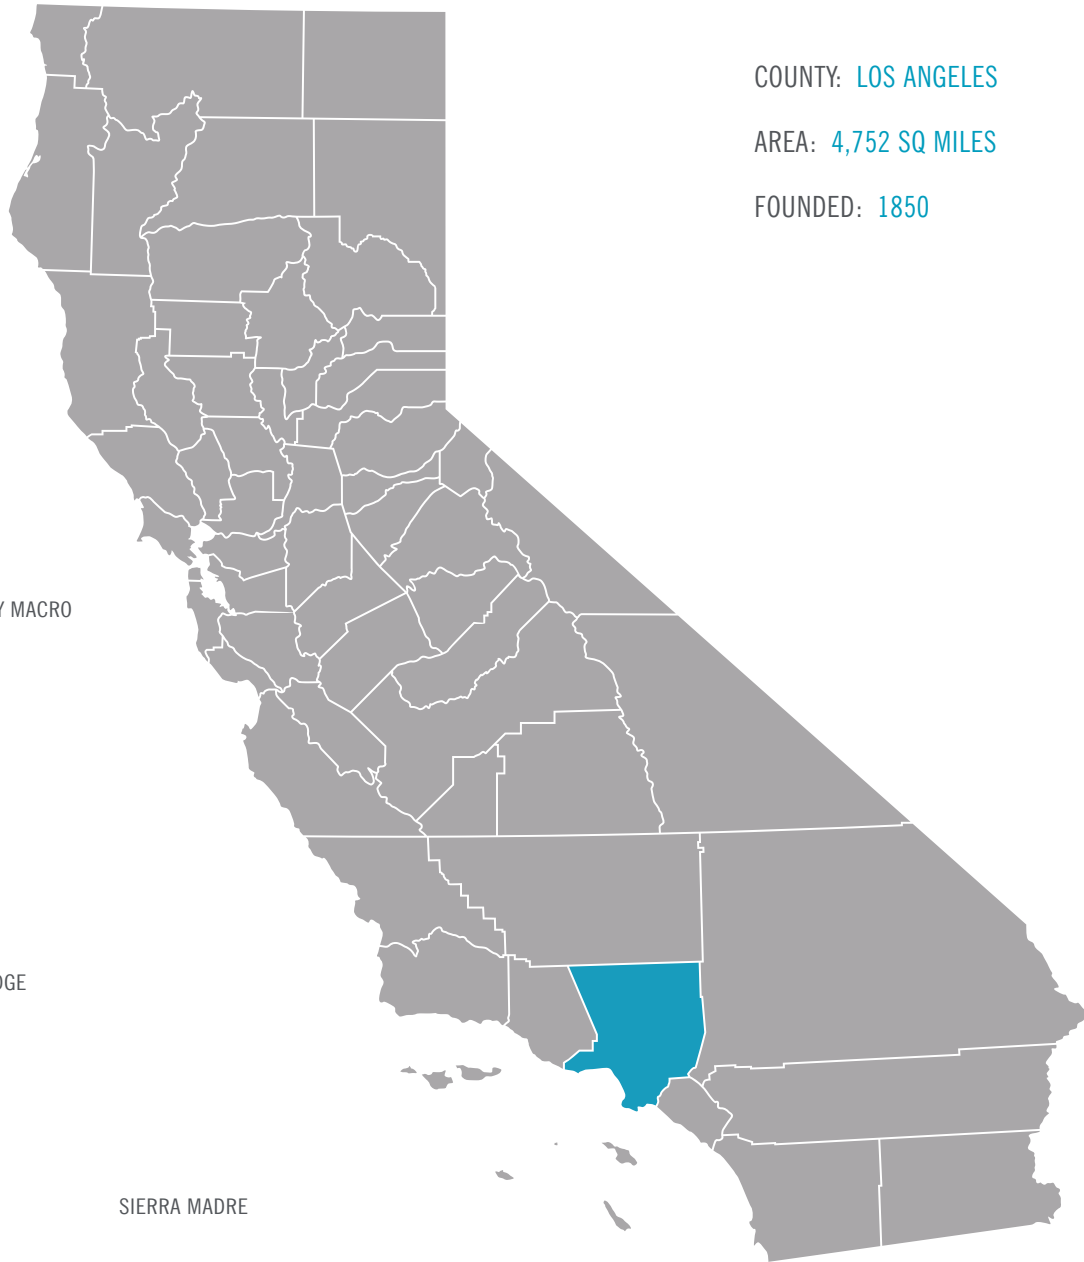 COUNTY: LOS ANGELES
AREA: 4,752 SQ MILES
FOUNDED: 1850
MACRO
SIERRA MADRE